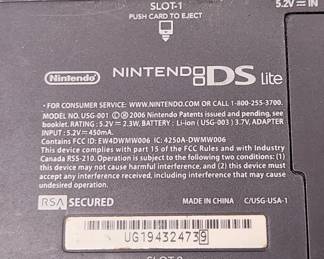 SLOT-1
PUSH CARD TO EJECT
5.2V ⎓ IN
Nintendo
NINTENDO DS Lite
· FOR CUSTOMER SERVICE: WWW.NINTENDO.COM OR CALL 1-800-255-3700.
MODEL NO. USG-001 ©Ⓜ 2006 Nintendo Patents issued and pending, see
booklet. RATING : 5.2V ⎓ 2.3W, BATTERY : Li-ion ( USG-003 ) 3.7V, ADAPTER
INPUT : 5.2V ⎓ 450mA.
Contains FCC ID: EW4DWMW006 IC: 4250A-DWMW006
This device complies with part 15 of the FCC Rules and with Industry
Canada RSS-210. Operation is subject to the following two conditions: (1)
this device may not cause harmful interference, and (2) this device must
accept any interference received, including interference that may cause
undesired operation.
RSA SECURED
MADE IN CHINA C/USG-USA-1
UG19432473 9